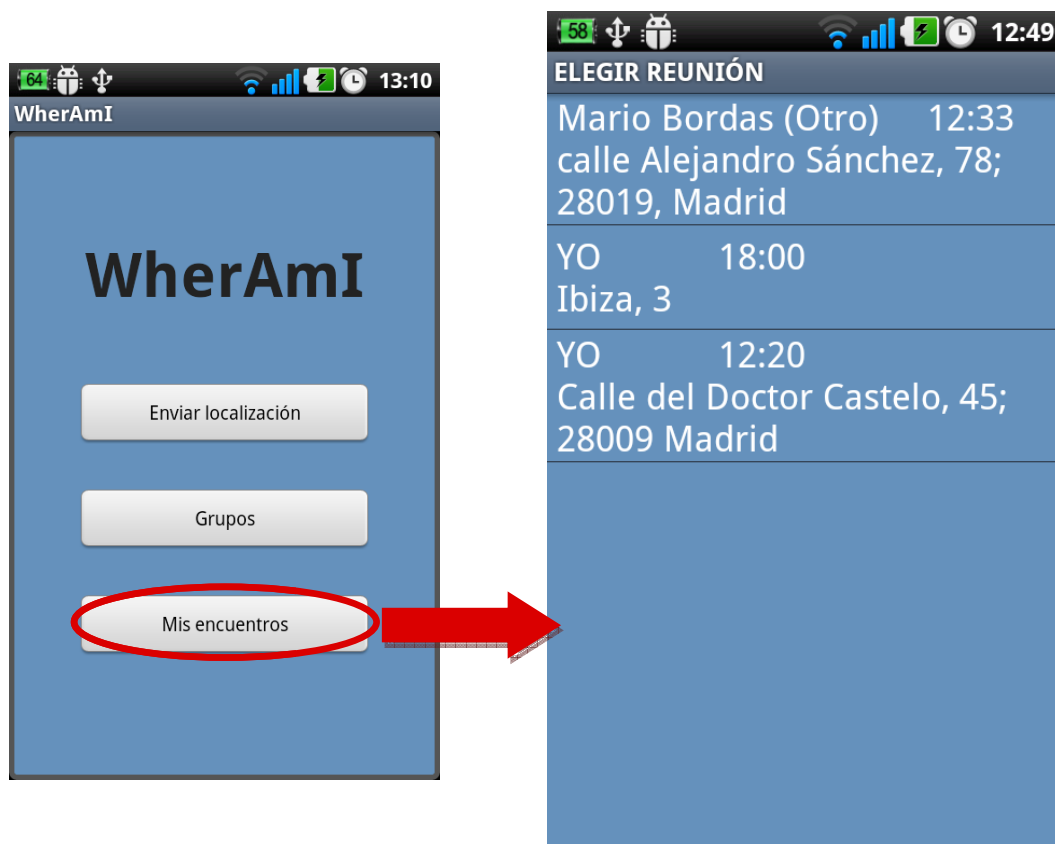 64 13:10
WherAmI
WherAmI
Enviar localización
Grupos
Mis encuentros
58 12:49
ELEGIR REUNIÓN
Mario Bordas (Otro) 12:33
calle Alejandro Sánchez, 78;
28019, Madrid
YO 18:00
Ibiza, 3
YO 12:20
Calle del Doctor Castelo, 45;
28009 Madrid